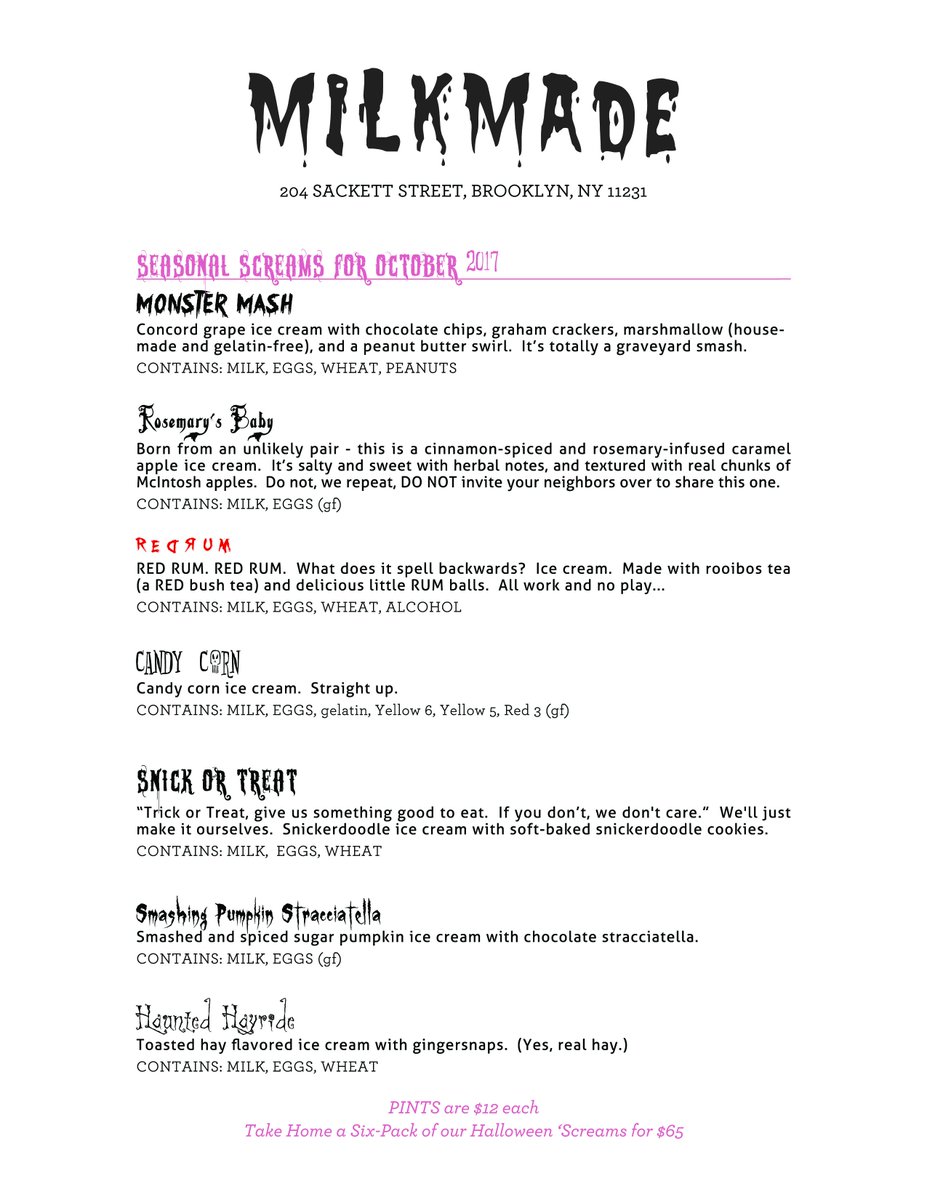 MILKMADE
204 SACKETT STREET, BROOKLYN, NY 11231
SEASONAL SCREAMS FOR OCTOBER 2017
MONSTER MASH
Concord grape ice cream with chocolate chips, graham crackers, marshmallow (house-
made and gelatin-free), and a peanut butter swirl.  It's totally a graveyard smash.
CONTAINS: MILK, EGGS, WHEAT, PEANUTS
Rosemary's Baby
Born from an unlikely pair - this is a cinnamon-spiced and rosemary-infused caramel
apple ice cream.  It's salty and sweet with herbal notes, and textured with real chunks of
McIntosh apples.  Do not, we repeat, DO NOT invite your neighbors over to share this one.
CONTAINS: MILK, EGGS (gf)
REDRUM
RED RUM. RED RUM.  What does it spell backwards?  Ice cream.  Made with rooibos tea
(a RED bush tea) and delicious little RUM balls.  All work and no play...
CONTAINS: MILK, EGGS, WHEAT, ALCOHOL
CANDY CORN
Candy corn ice cream.  Straight up.
CONTAINS: MILK, EGGS, gelatin, Yellow 6, Yellow 5, Red 3 (gf)
SNICK OR TREAT
“Trick or Treat, give us something good to eat.  If you don’t, we don't care.“  We'll just
make it ourselves.  Snickerdoodle ice cream with soft-baked snickerdoodle cookies.
CONTAINS: MILK,  EGGS, WHEAT
Smashing Pumpkin Stracciatella
Smashed and spiced sugar pumpkin ice cream with chocolate stracciatella.
CONTAINS: MILK, EGGS (gf)
Haunted Hayride
Toasted hay flavored ice cream with gingersnaps.  (Yes, real hay.)
CONTAINS: MILK, EGGS, WHEAT
PINTS are $12 each
Take Home a Six-Pack of our Halloween ‘Screams for $65